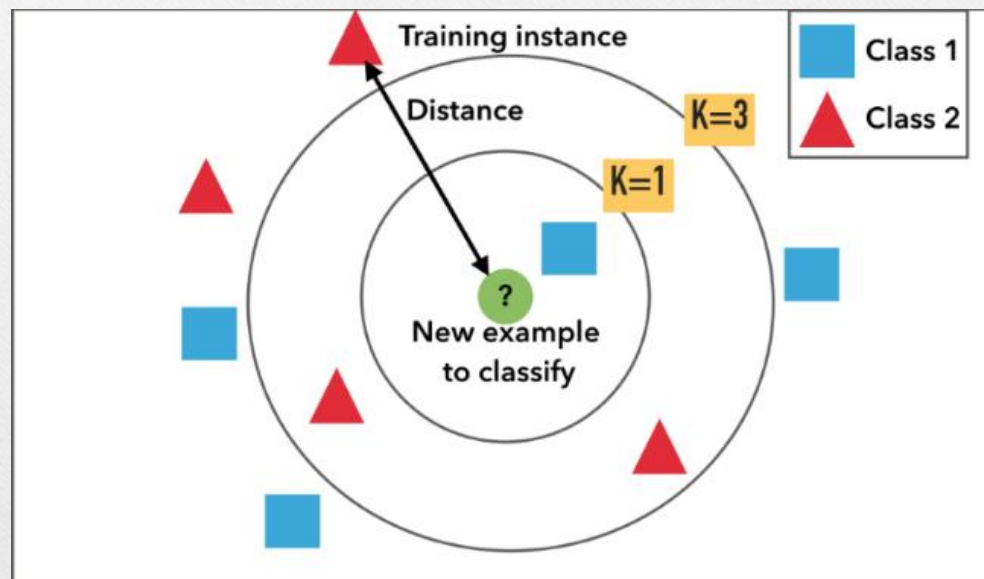 Training instance
Class 1
Distance
K=3
Class 2
K=1
?
New example
to classify